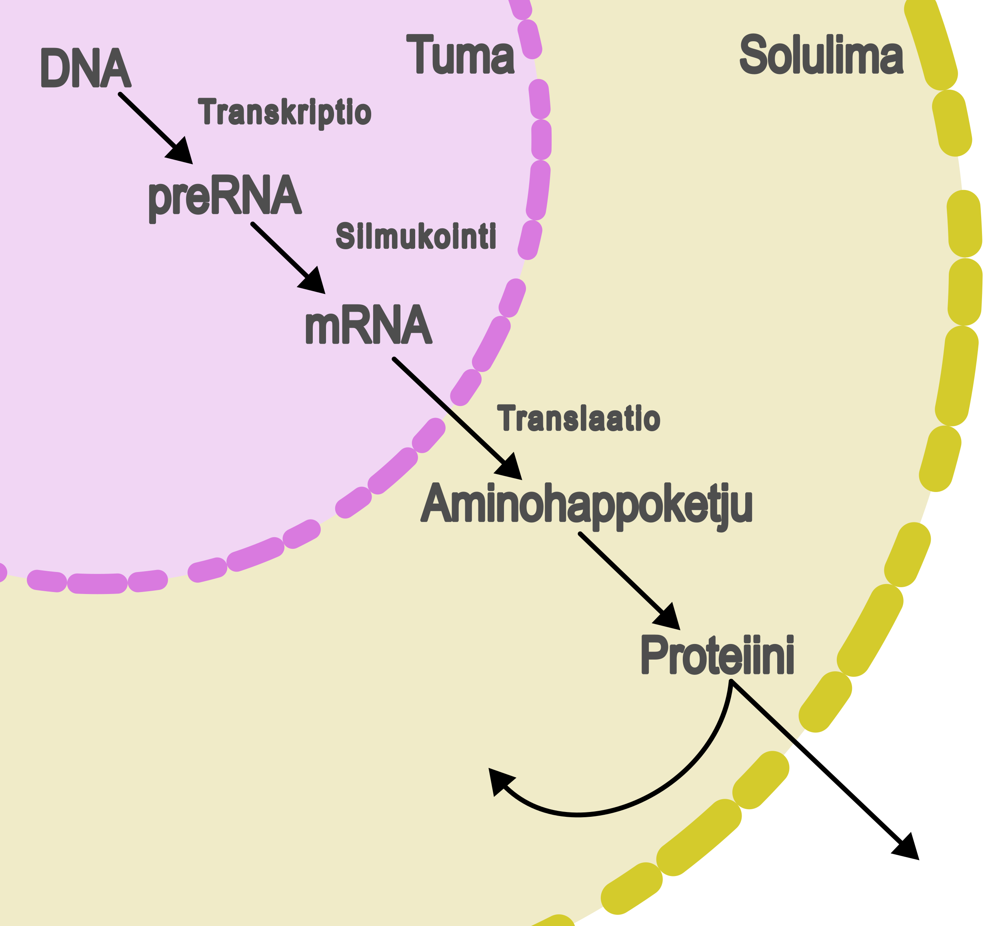 Tuma
Solulima
DNA
Transkriptio
preRNA
Silmukointi
mRNA
Translaatio
Aminohappoketju
Proteiini